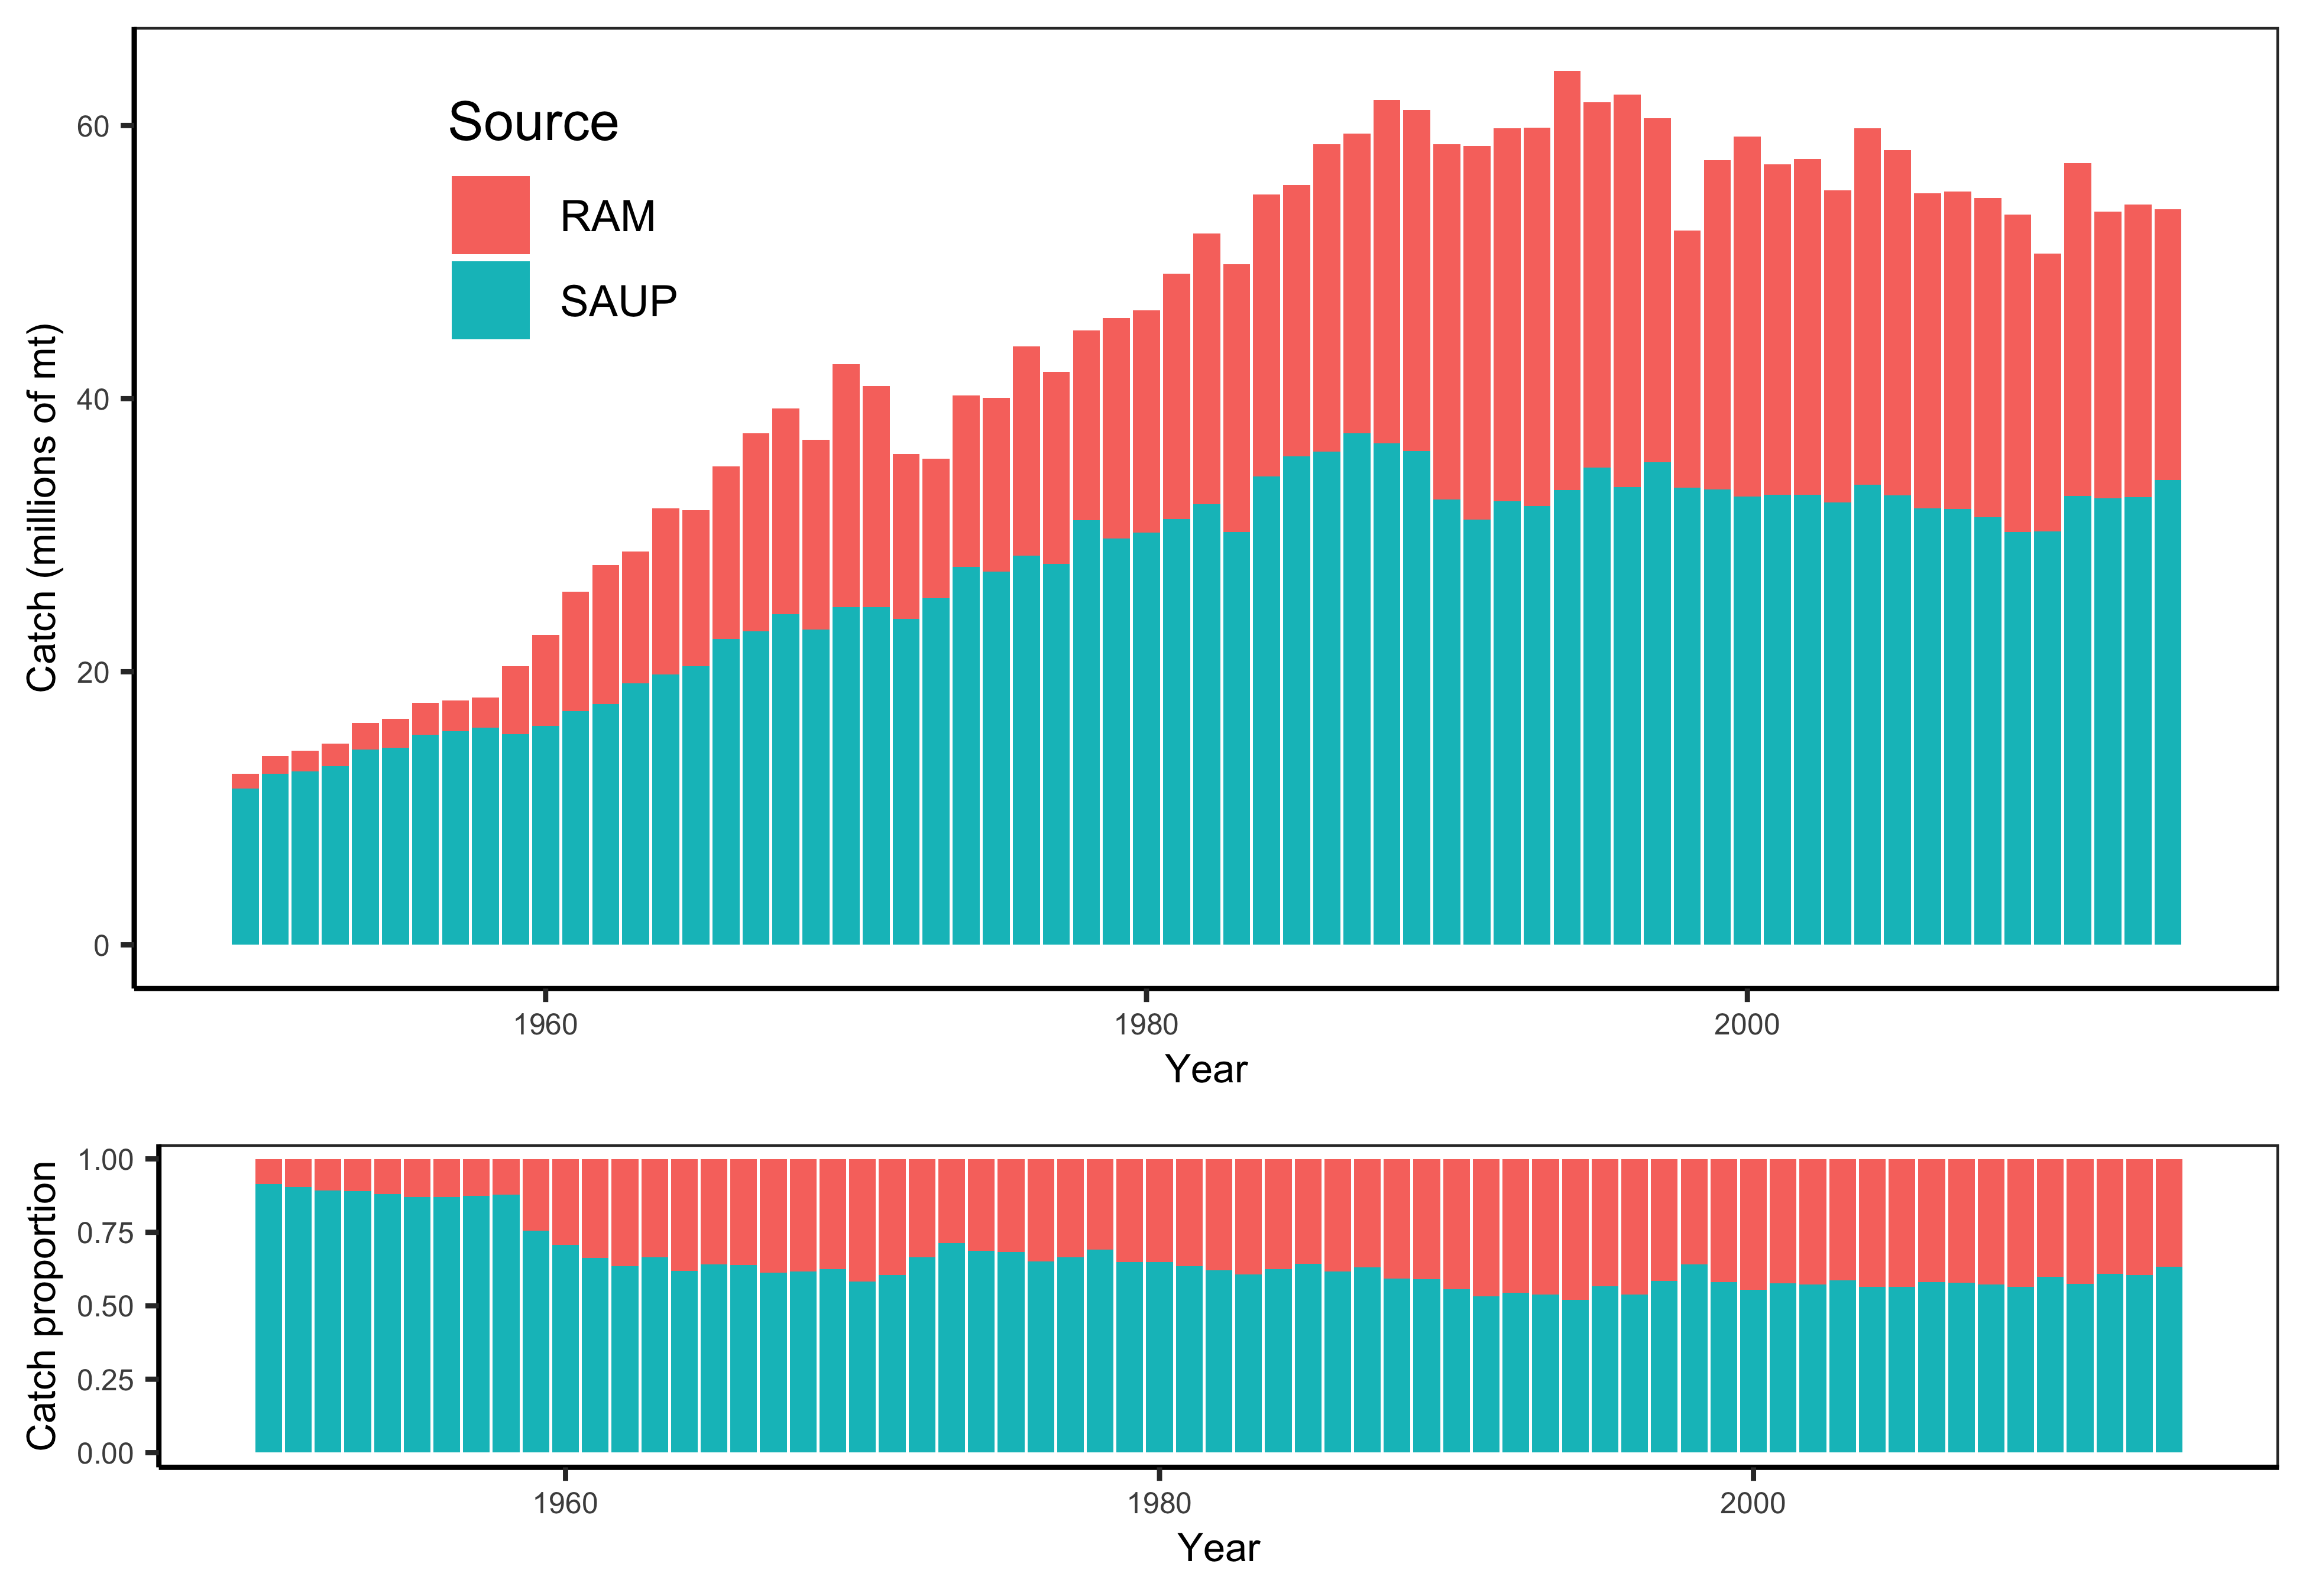 Source
RAM
SAUP
Catch (millions of mt)
60
40
20
0
1960 1980 2000
Year
Catch proportion
1.00
0.75
0.50
0.25
0.00
1960 1980 2000
Year